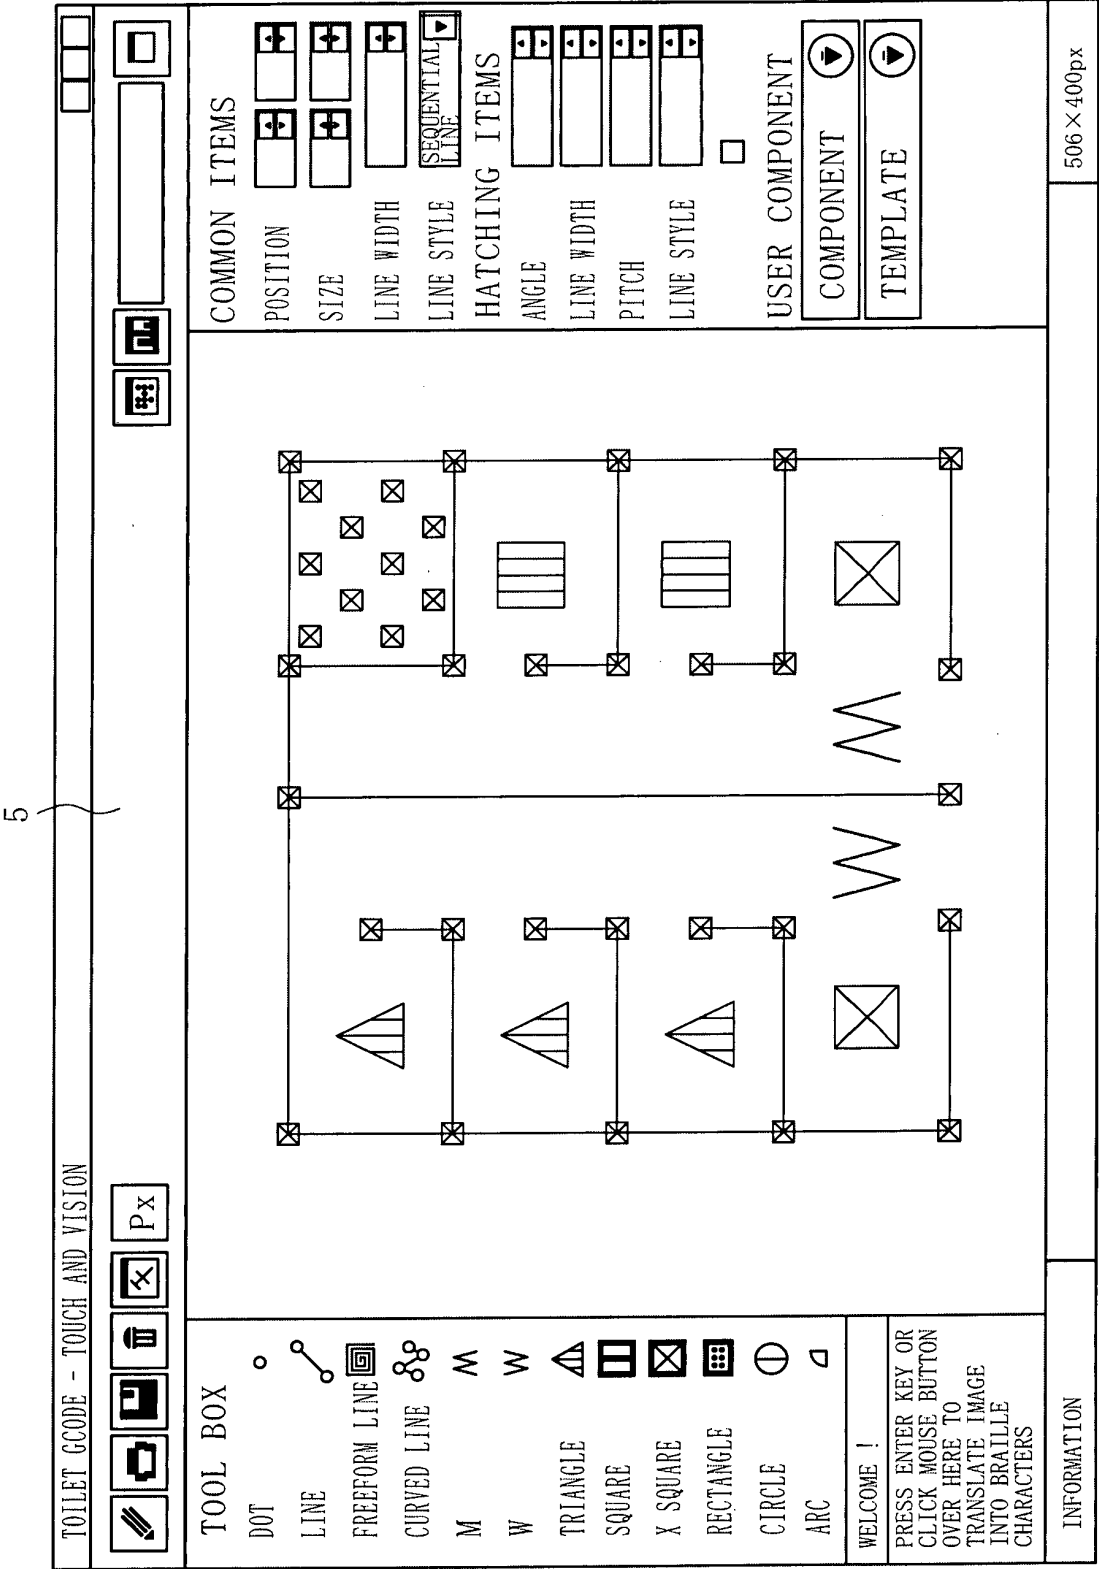 5
TOILET GCODE - TOUCH AND VISION
Px
TOOL BOX
DOT
LINE
FREEFORM LINE
CURVED LINE
M
W
TRIANGLE
SQUARE
X SQUARE
RECTANGLE
CIRCLE
ARC
WELCOME !
PRESS ENTER KEY OR
CLICK MOUSE BUTTON
OVER HERE TO
TRANSLATE IMAGE
INTO BRAILLE
CHARACTERS
COMMON ITEMS
POSITION
SIZE
LINE WIDTH
LINE STYLE
SEQUENTIAL
LINE
HATCHING ITEMS
ANGLE
LINE WIDTH
PITCH
LINE STYLE
USER COMPONENT
COMPONENT
TEMPLATE
INFORMATION
506×400px